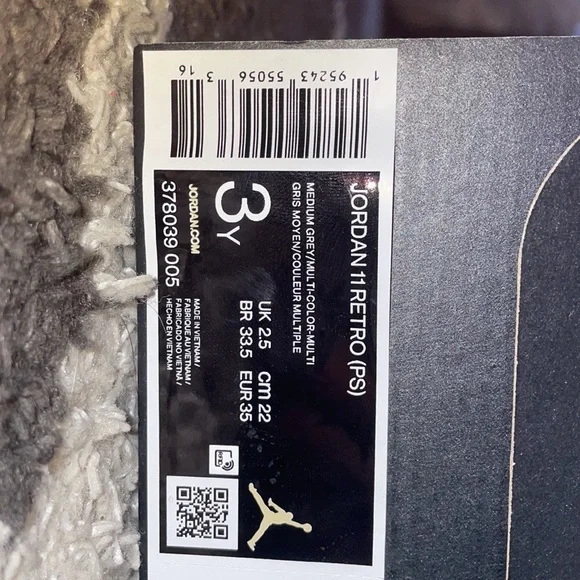 1 95243 55056 3 16
JORDAN 11 RETRO (PS)
MEDIUM GREY/MULTI-COLOR-MULTI
GRIS MOYEN/COULEUR MULTIPLE
3Y
UK 2.5 cm 22
BR 33.5 EUR 35
JORDAN.COM
378039 005
MADE IN VIETNAM/
FABRIQUE AU VIETNAM/
FABRICADO NO VIETNÃ/
HECHO EN VIETNAM